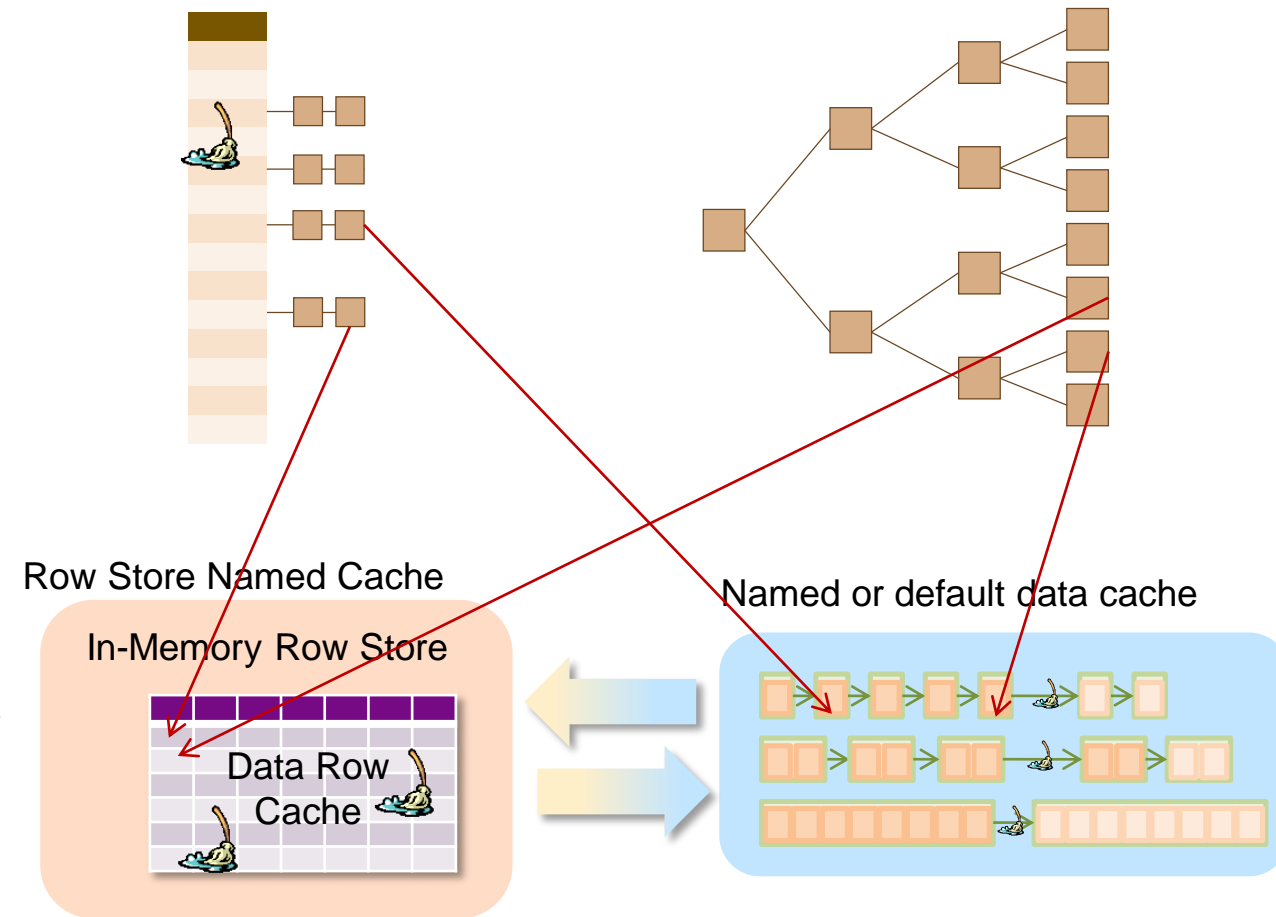 Row Store Named Cache
In-Memory Row Store
Data Row
Cache
Named or default data cache